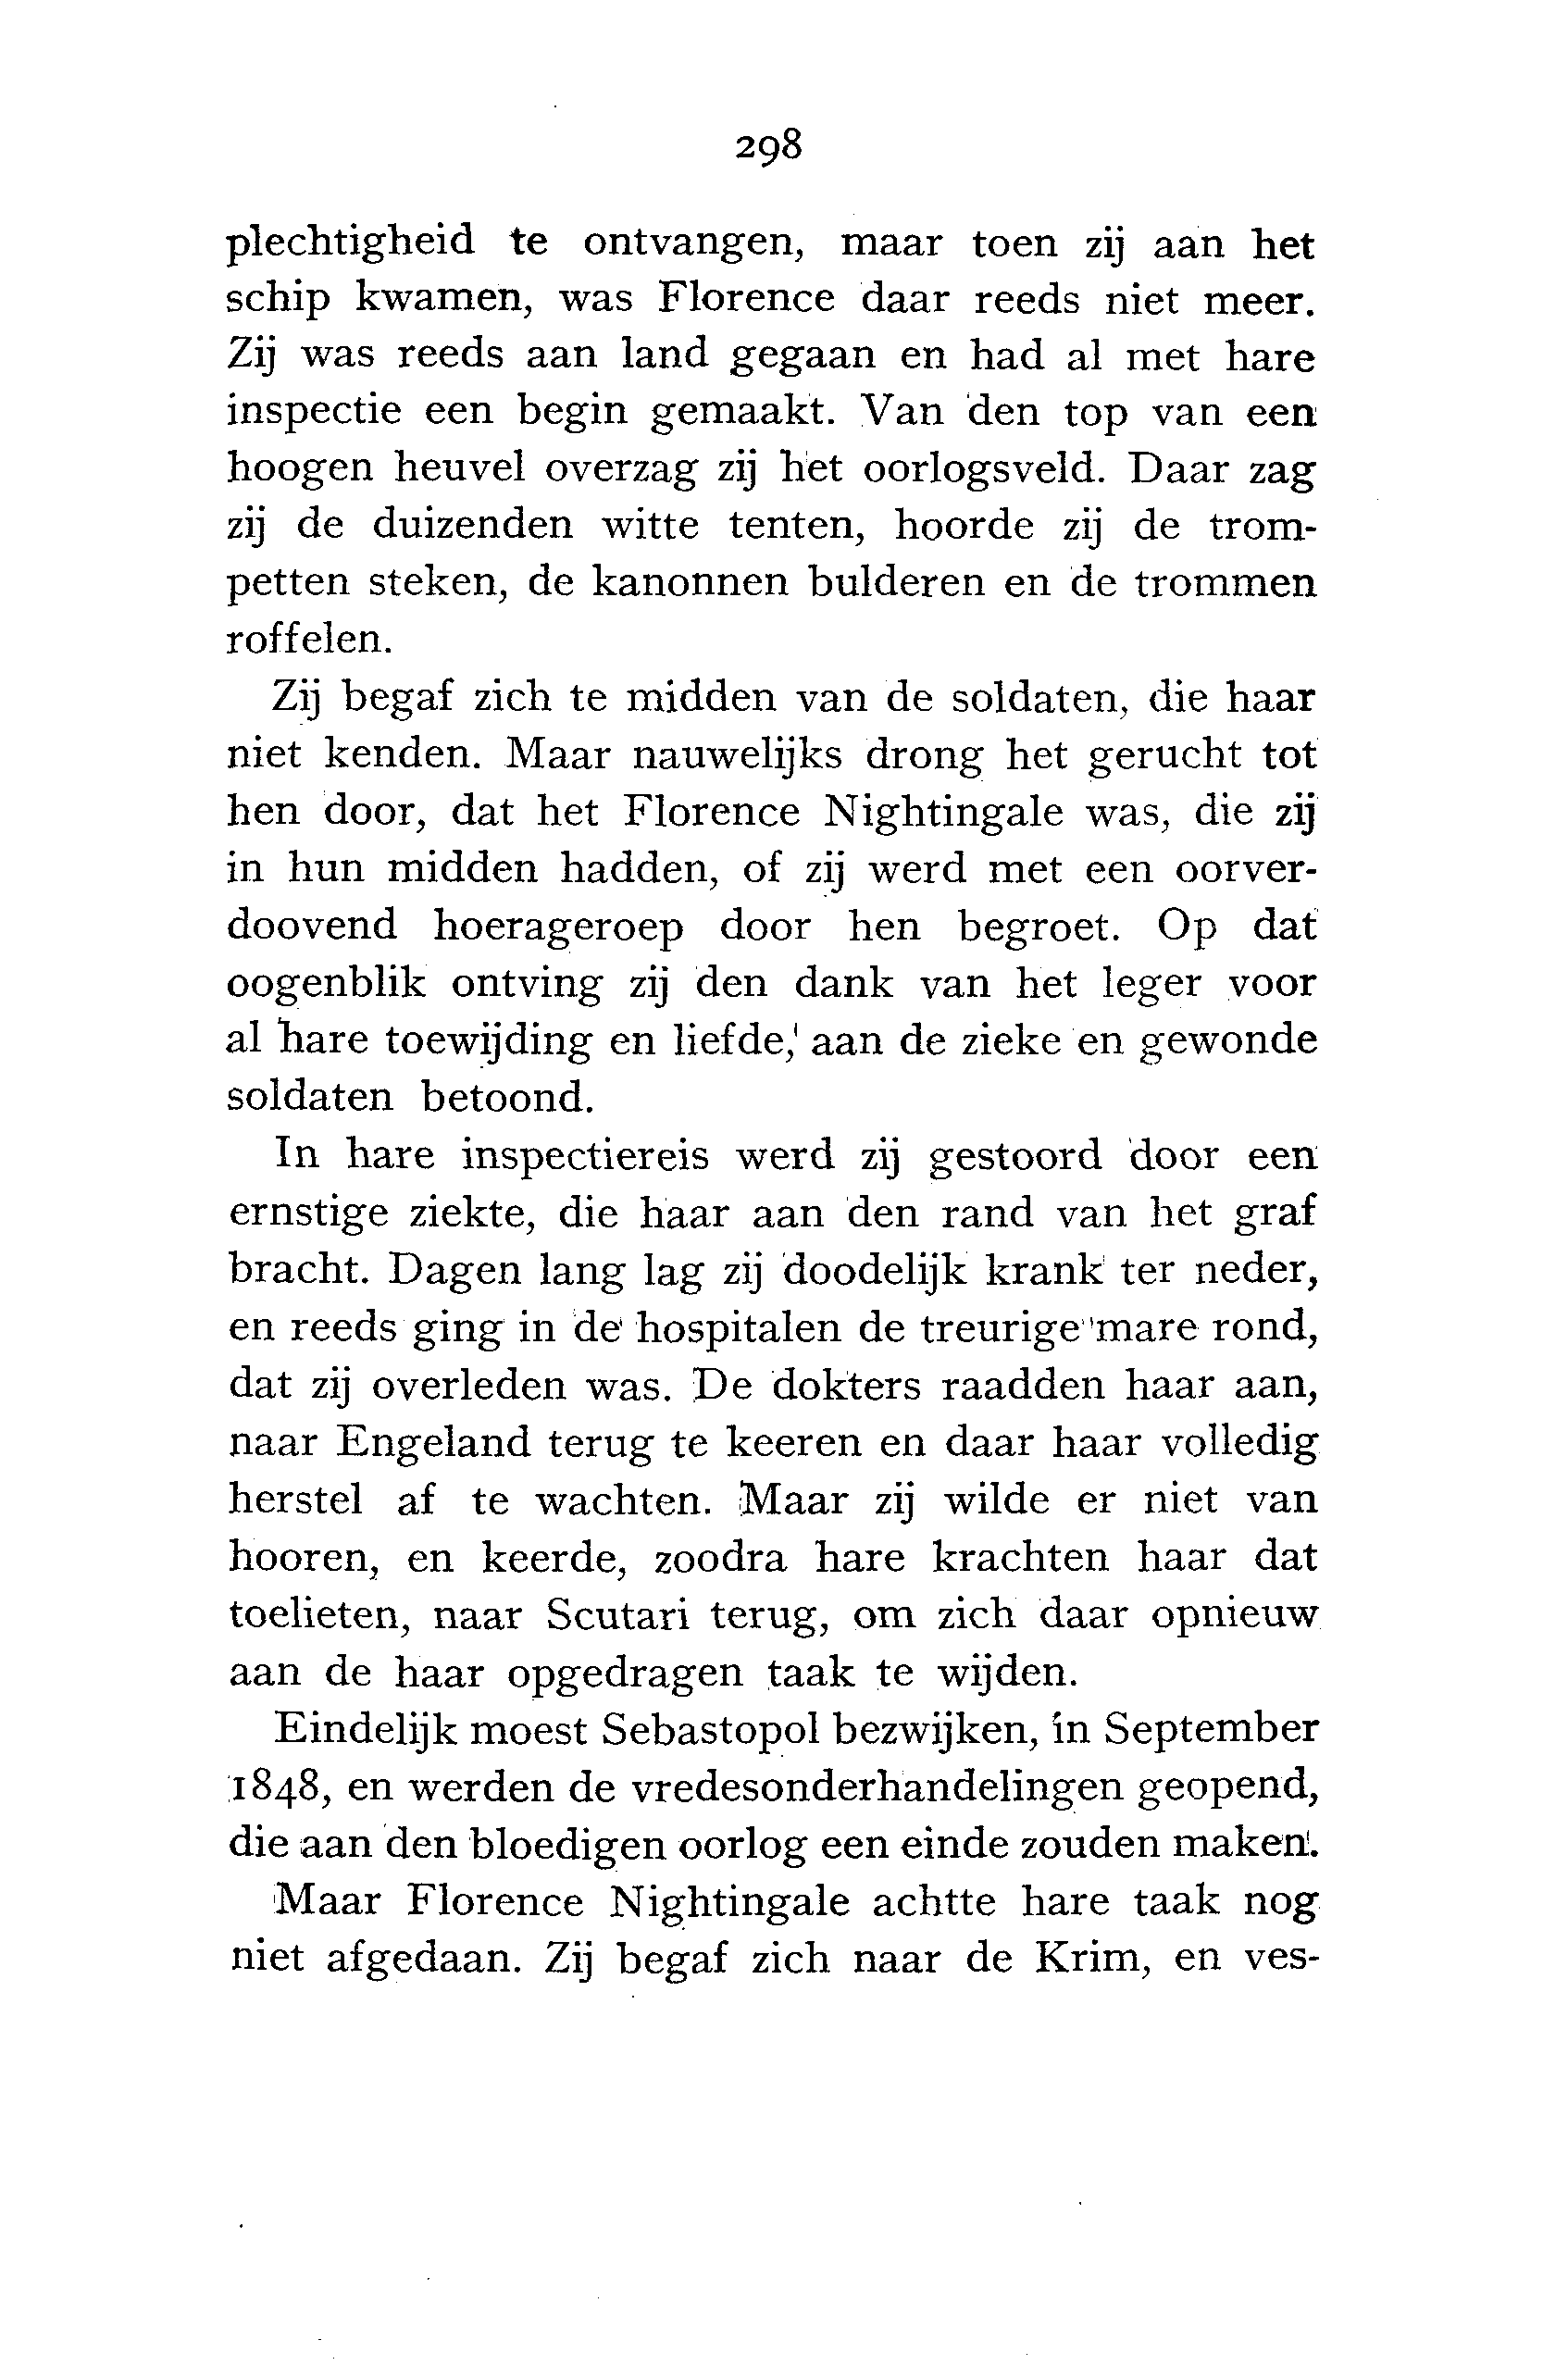 298
plechtigheid te ontvangen, maar toen zij aan het
schip kwamen, was Florence daar reeds niet meer.
Zij was reeds aan land gegaan en had al met hare
inspectie een begin gemaakt. Van den top van een
hoogen heuvel overzag zij het oorlogsveld. Daar zag
zij de duizenden witte tenten, hoorde zij de trom-
petten steken, de kanonnen bulderen en de trommen
roffelen.
Zij begaf zich te midden van de soldaten, die haar
niet kenden. Maar nauwelijks drong het gerucht tot
hen door, dat het Florence Nightingale was, die zij
in hun midden hadden, of zij werd met een oorver-
doovend hoerageroep door hen begroet. Op dat
oogenblik ontving zij den dank van het leger voor
al hare toewijding en liefde, aan de zieke en gewonde
soldaten betoond.
In hare inspectiereis werd zij gestoord door een
ernstige ziekte, die haar aan den rand van het graf
bracht. Dagen lang lag zij doodelijk krank ter neder,
en reeds ging in de hospitalen de treurige mare rond,
dat zij overleden was. De dokters raadden haar aan,
naar Engeland terug te keeren en daar haar volledig
herstel af te wachten. Maar zij wilde er niet van
hooren, en keerde, zoodra hare krachten haar dat
toelieten, naar Scutari terug, om zich daar opnieuw
aan de haar opgedragen taak te wijden.
Eindelijk moest Sebastopol bezwijken, in September
1848, en werden de vredesonderhandelingen geopend,
die aan den bloedigen oorlog een einde zouden maken.
Maar Florence Nightingale achtte hare taak nog
niet afgedaan. Zij begaf zich naar de Krim, en ves-